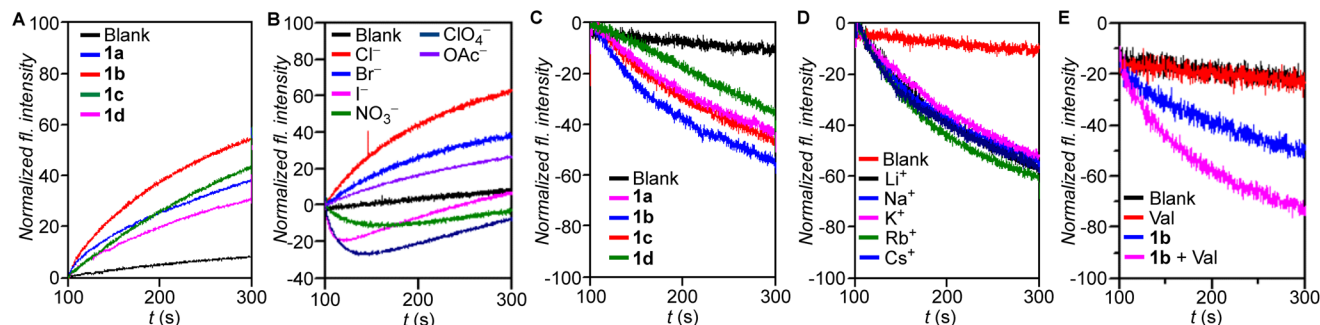 A
Normalized fl. intensity
100
80
60
40
20
0
Blank
1a
1b
1c
1d
100 200 300
t (s)
B
Normalized fl. intensity
100
80
60
40
20
0
-20
-40
Blank
Cl⁻
Br⁻
I⁻
NO₃⁻
ClO₄⁻
OAc⁻
100 200 300
t (s)
C
Normalized fl. intensity
0
-20
-40
-60
-80
-100
Blank
1a
1b
1c
1d
100 200 300
t (s)
D
Normalized fl. intensity
0
-20
-40
-60
-80
-100
Blank
Li⁺
Na⁺
K⁺
Rb⁺
Cs⁺
100 200 300
t (s)
E
Normalized fl. intensity
0
-20
-40
-60
-80
-100
Blank
Val
1b
1b + Val
100 200 300
t (s)